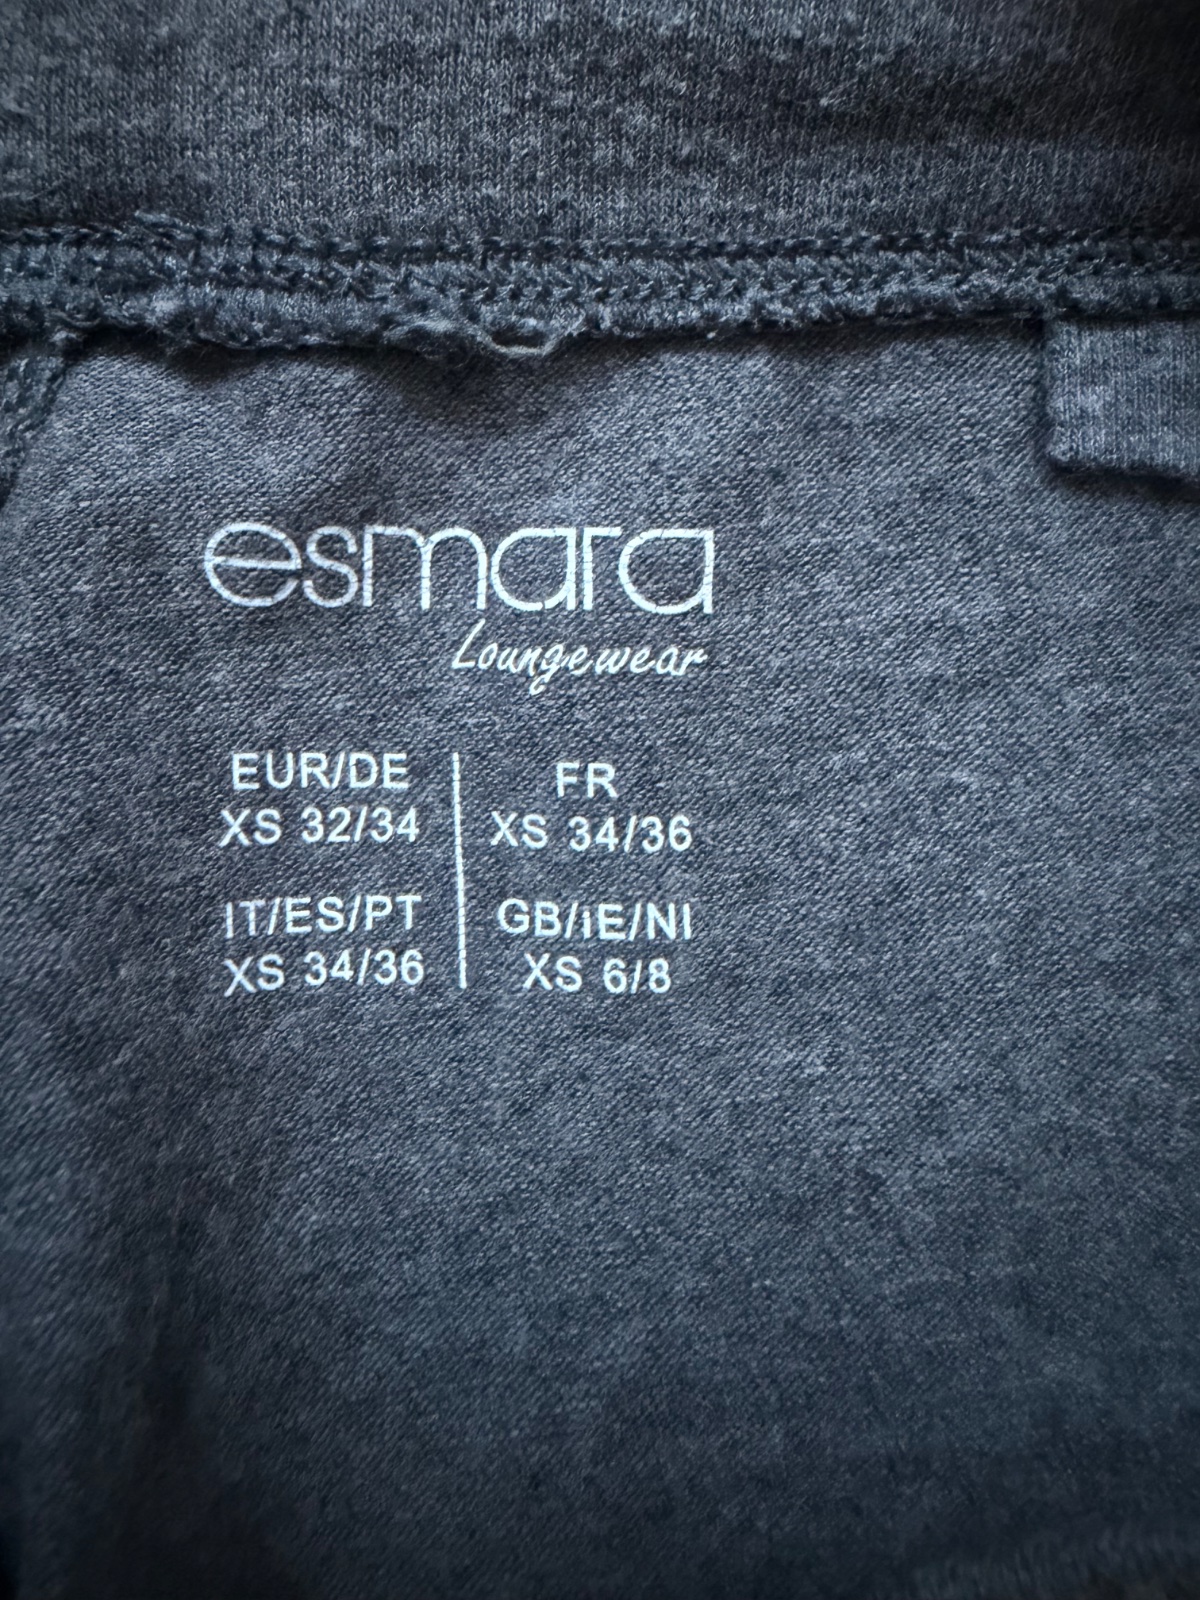 esmara
Loungewear
EUR/DE
XS 32/34
FR
XS 34/36
IT/ES/PT
XS 34/36
GB/IE/NI
XS 6/8